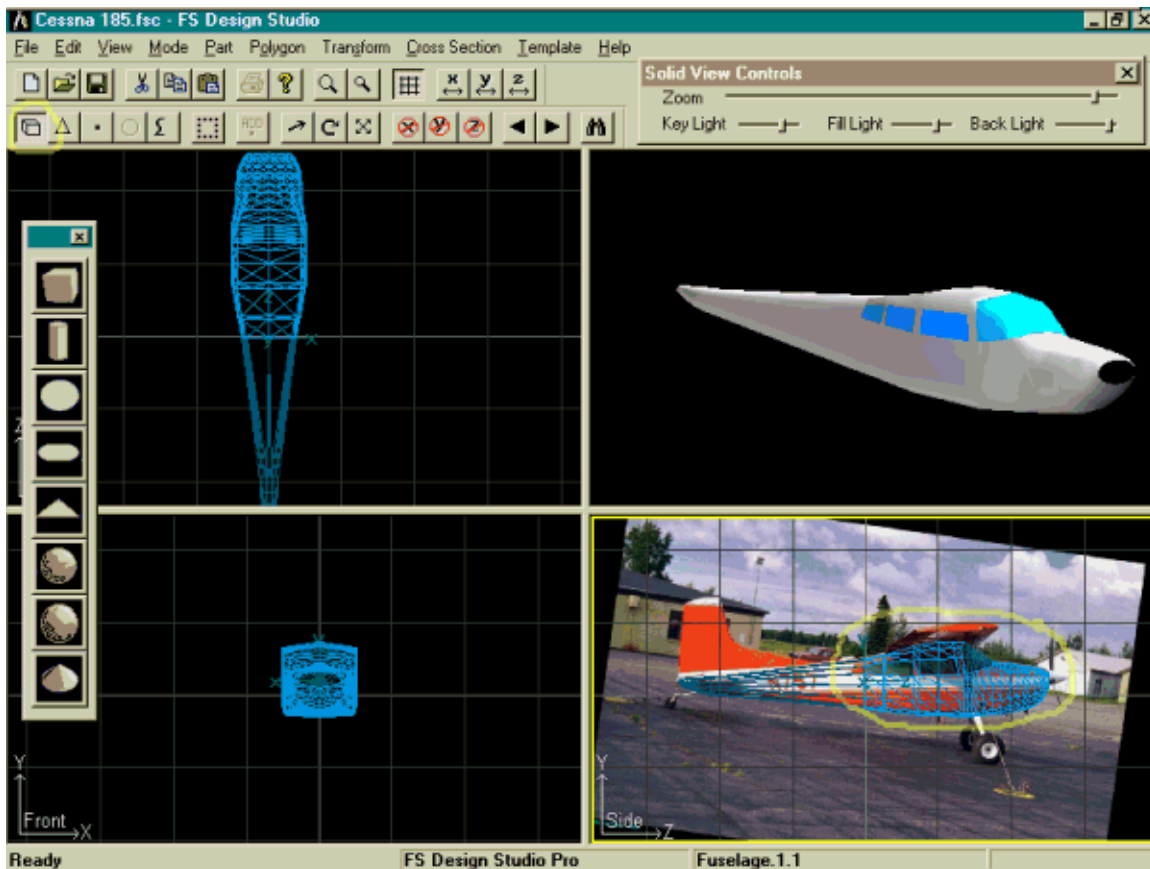 Cessna 185.fsc - FS Design Studio
File Edit View Mode Part Polygon Transform Cross Section Template Help
Solid View Controls
Zoom
Key Light Fill Light Back Light
x y z
ADD
x y z
Z
Y
Front X
Y
Side Z
Ready FS Design Studio Pro Fuselage.1.1